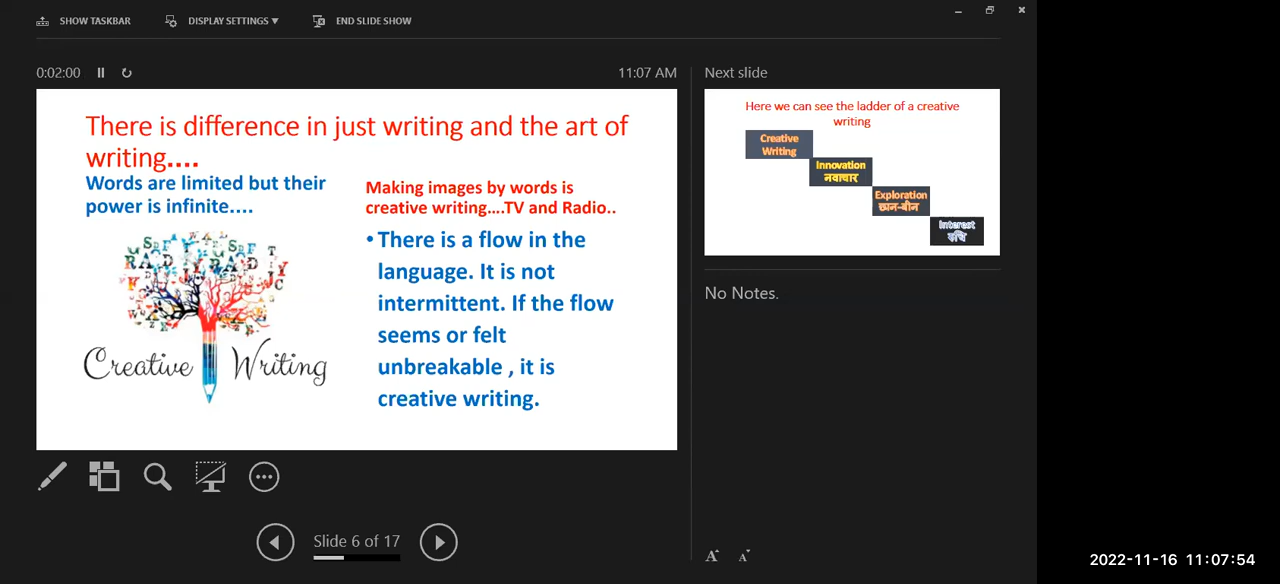 SHOW TASKBAR
DISPLAY SETTINGS ▼
END SLIDE SHOW
0:02:00
11:07 AM
There is difference in just writing and the art of
writing....
Words are limited but their
power is infinite....
Creative Writing
Making images by words is
creative writing....TV and Radio..
• There is a flow in the
language. It is not
intermittent. If the flow
seems or felt
unbreakable , it is
creative writing.
Next slide
Here we can see the ladder of a creative
writing
Creative
Writing
Innovation
नवाचार
Exploration
छान-बीन
Interest
रुचि
No Notes.
Slide 6 of 17
A A
2022-11-16 11:07:54